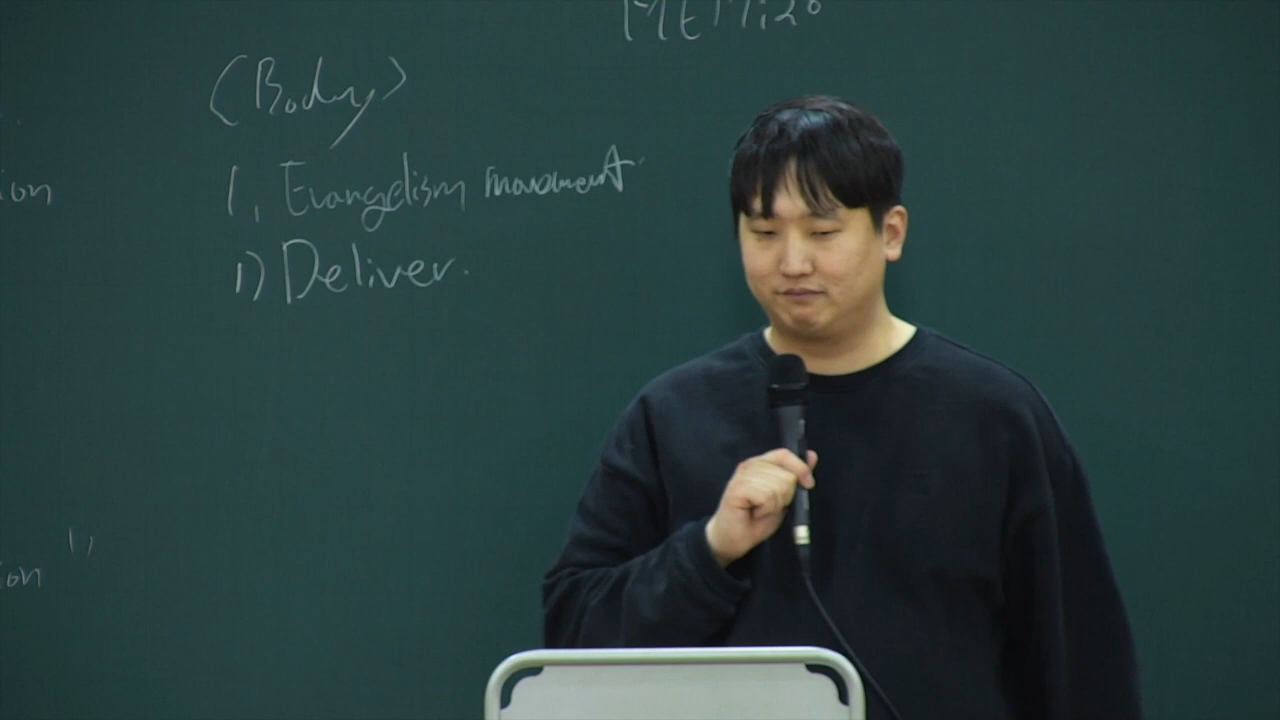 <Body>
1, Evangelism movement
1) Deliver.
ion
1,
ion